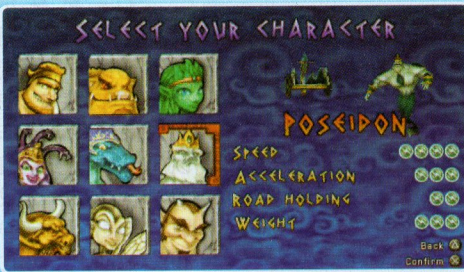 SELECT YOUR CHARACTER
POSEIDON
SPEED
ACCELERATION
ROAD HOLDING
WEIGHT
Back
Confirm